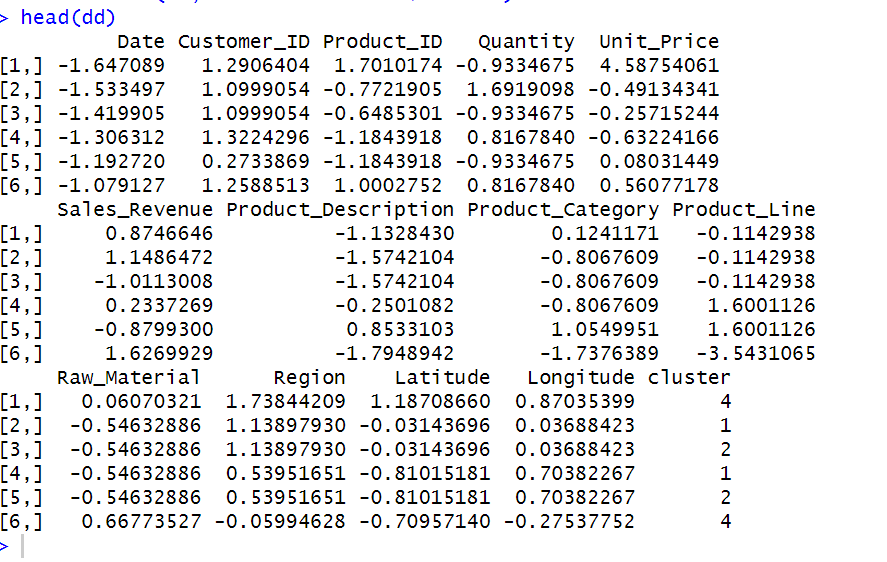 > head(dd)
Date Customer_ID Product_ID Quantity Unit_Price
[1,] -1.647089 1.2906404 1.7010174 -0.9334675 4.58754061
[2,] -1.533497 1.0999054 -0.7721905 1.6919098 -0.49134341
[3,] -1.419905 1.0999054 -0.6485301 -0.9334675 -0.25715244
[4,] -1.306312 1.3224296 -1.1843918 0.8167840 -0.63224166
[5,] -1.192720 0.2733869 -1.1843918 -0.9334675 0.08031449
[6,] -1.079127 1.2588513 1.0002752 0.8167840 0.56077178
Sales_Revenue Product_Description Product_Category Product_Line
[1,] 0.8746646 -1.1328430 0.1241171 -0.1142938
[2,] 1.1486472 -1.5742104 -0.8067609 -0.1142938
[3,] -1.0113008 -1.5742104 -0.8067609 -0.1142938
[4,] 0.2337269 -0.2501082 -0.8067609 1.6001126
[5,] -0.8799300 0.8533103 1.0549951 1.6001126
[6,] 1.6269929 -1.7948942 -1.7376389 -3.5431065
Raw_Material Region Latitude Longitude cluster
[1,] 0.06070321 1.73844209 1.18708660 0.87035399 4
[2,] -0.54632886 1.13897930 -0.03143696 0.03688423 1
[3,] -0.54632886 1.13897930 -0.03143696 0.03688423 2
[4,] -0.54632886 0.53951651 -0.81015181 0.70382267 1
[5,] -0.54632886 0.53951651 -0.81015181 0.70382267 2
[6,] 0.66773527 -0.05994628 -0.70957140 -0.27537752 4
>